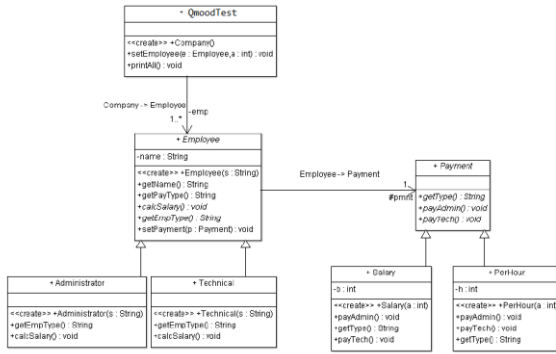 + QmoodTest
<<create>> +Company()
+setEmployee(e : Employee,a : int) : void
+printAll() : void
Company -> Employee
-emp
1..*
+ Employee
-name : String
<<create>> +Employee(s : String)
+getName() : String
+getPayType() : String
+calcSalary() : void
+getEmpType() : String
+setPayment(p : Payment) : void
Employee-> Payment
1..
#pmnt
+ Payment
+getType() : String
+payAdmin() : void
+payTech() : void
+ Administrator
<<create>> +Administrator(s : String)
+getEmpType() : String
+calcSalary() : void
+ Technical
<<create>> +Technical(s : String)
+getEmpType() : String
+calcSalary() : void
+ Salary
-b : int
<<create>> +Salary(a : int)
+payAdmin() : void
+getType() : String
+payTech() : void
+ PerHour
-h : int
<<create>> +PerHour(a : int)
+payAdmin() : void
+payTech() : void
+getType() : String